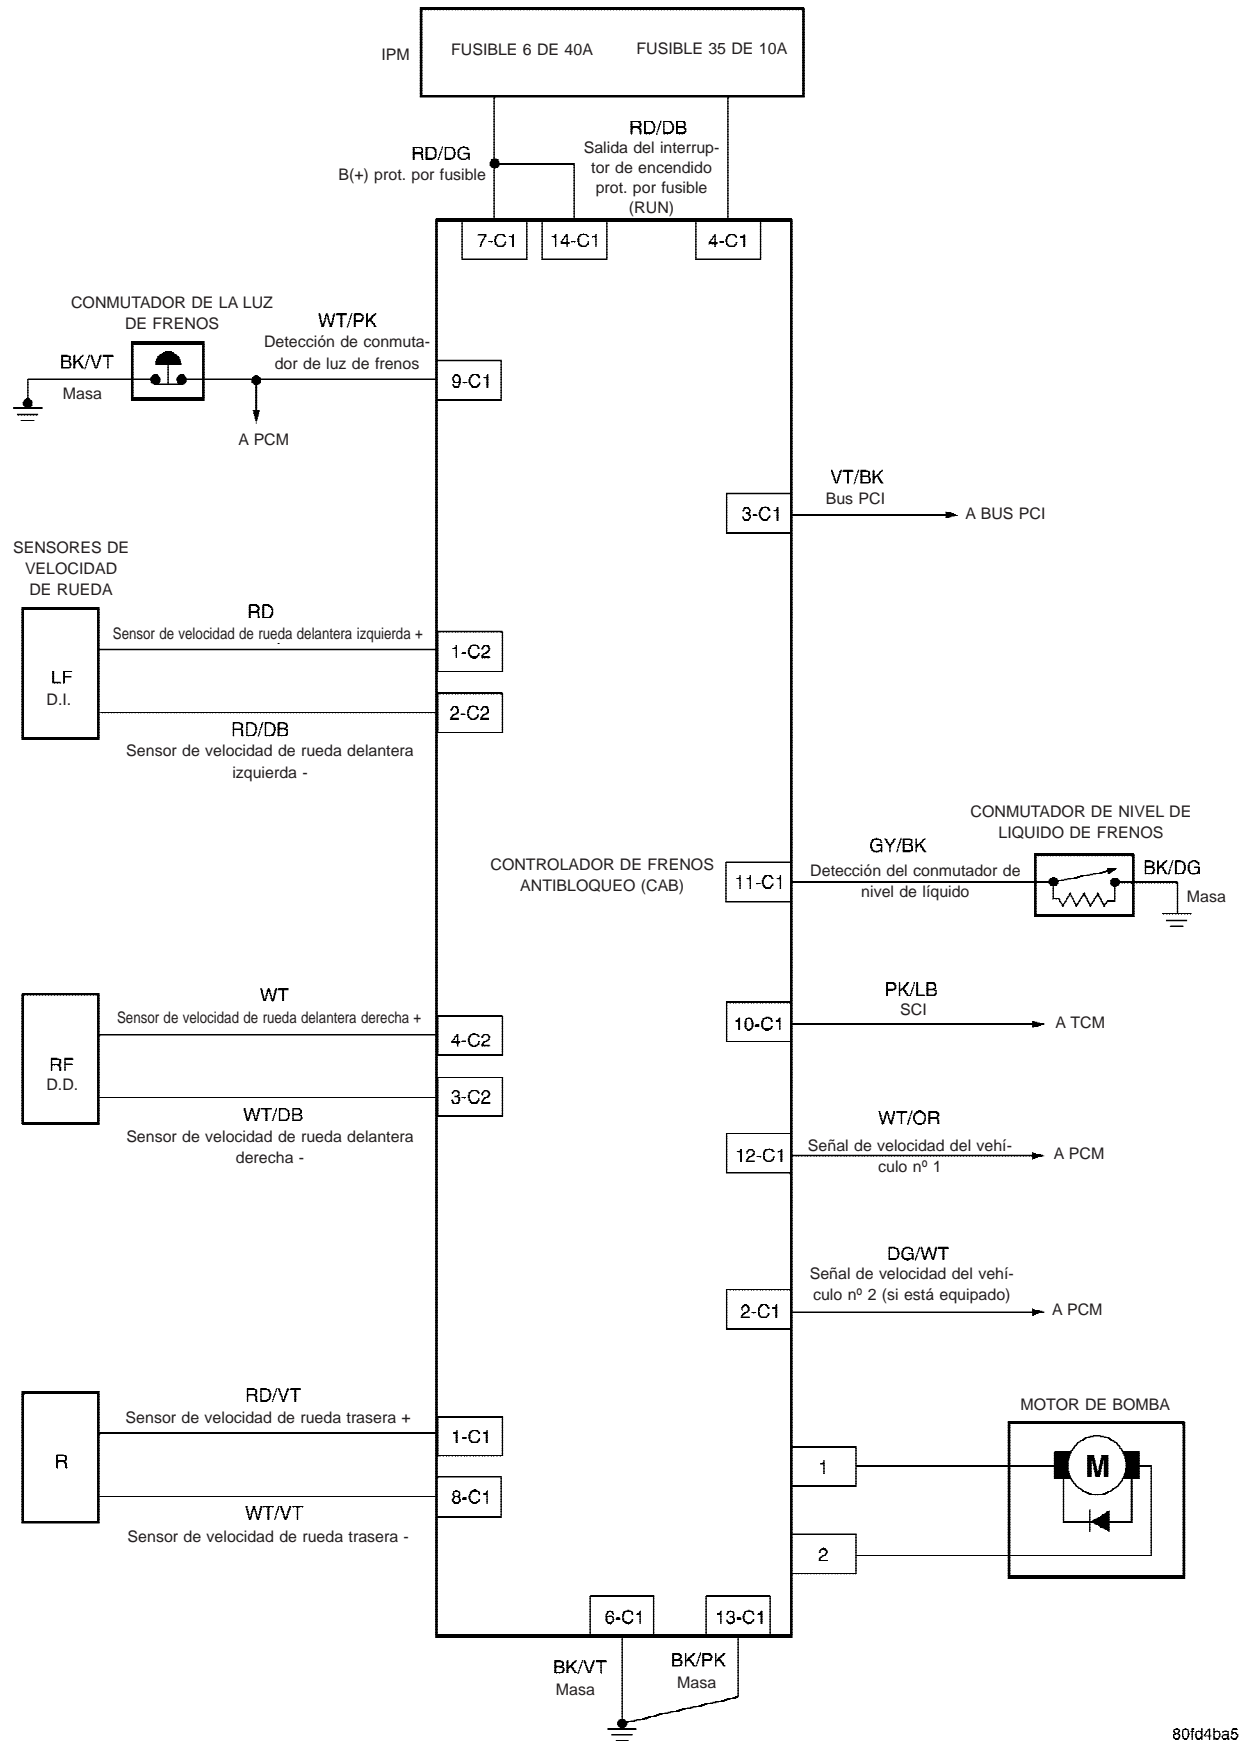 IPM
FUSIBLE 6 DE 40A
FUSIBLE 35 DE 10A
RD/DG
B(+) prot. por fusible
RD/DB
Salida del interrup-
tor de encendido
prot. por fusible
(RUN)
7-C1
14-C1
4-C1
CONMUTADOR DE LA LUZ
DE FRENOS
BK/VT
Masa
WT/PK
Detección de conmuta-
dor de luz de frenos
9-C1
A PCM
VT/BK
Bus PCI
3-C1
A BUS PCI
SENSORES DE
VELOCIDAD
DE RUEDA
LF
D.I.
RD
Sensor de velocidad de rueda delantera izquierda +
1-C2
2-C2
RD/DB
Sensor de velocidad de rueda delantera
izquierda -
CONTROLADOR DE FRENOS
ANTIBLOQUEO (CAB)
CONMUTADOR DE NIVEL DE
LIQUIDO DE FRENOS
GY/BK
Detección del conmutador de
nivel de líquido
11-C1
BK/DG
Masa
RF
D.D.
WT
Sensor de velocidad de rueda delantera derecha +
4-C2
3-C2
WT/DB
Sensor de velocidad de rueda delantera
derecha -
PK/LB
SCI
10-C1
A TCM
WT/OR
Señal de velocidad del vehí-
culo nº 1
12-C1
A PCM
DG/WT
Señal de velocidad del vehí-
culo nº 2 (si está equipado)
2-C1
A PCM
R
RD/VT
Sensor de velocidad de rueda trasera +
1-C1
8-C1
WT/VT
Sensor de velocidad de rueda trasera -
MOTOR DE BOMBA
1
M
2
6-C1
13-C1
BK/VT
Masa
BK/PK
Masa
80fd4ba5